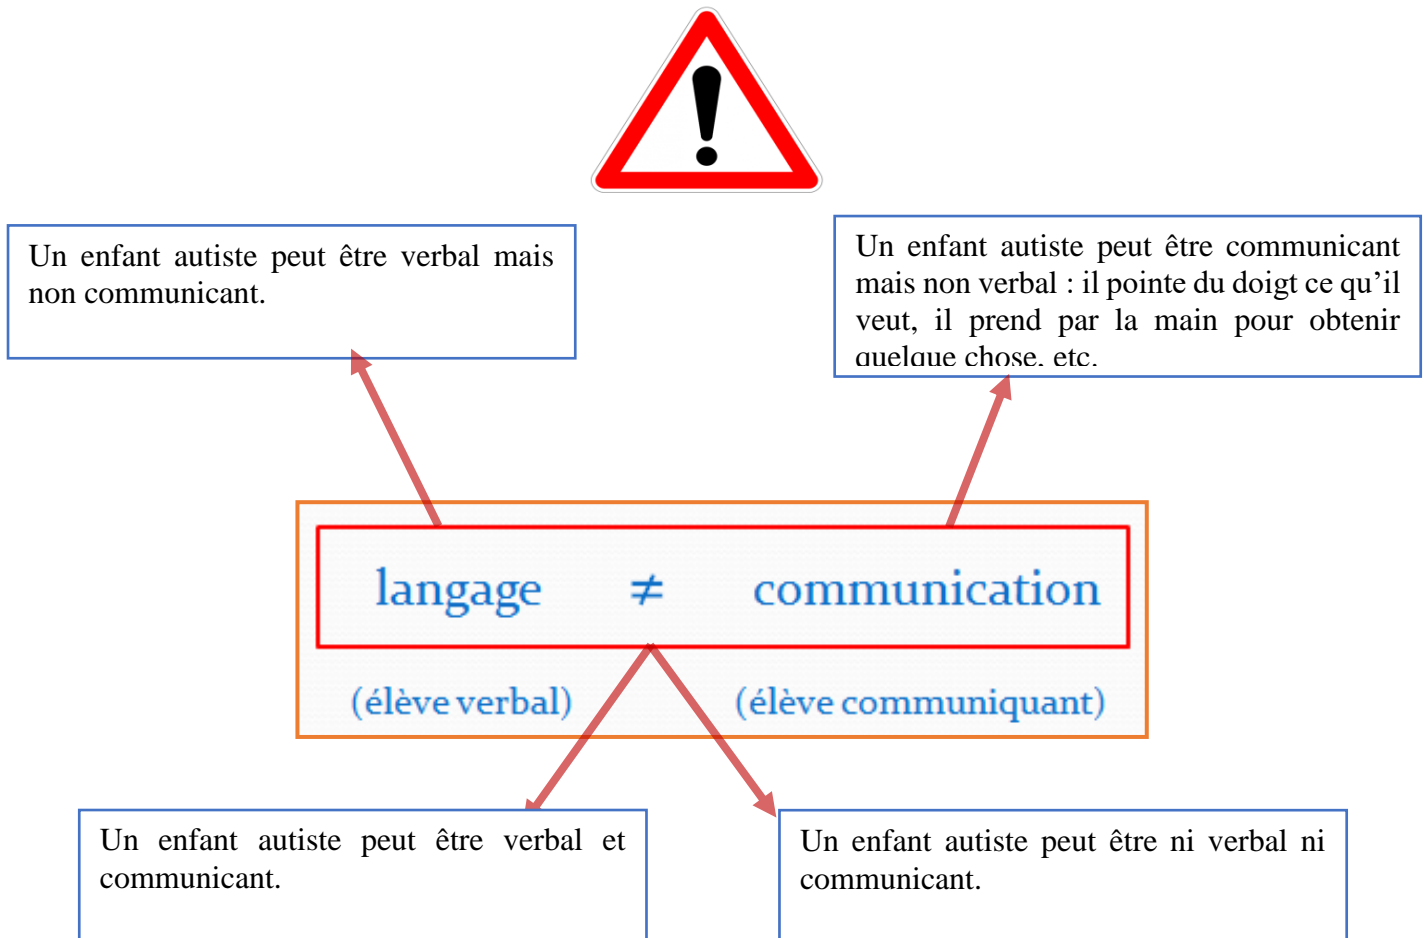 Un enfant autiste peut être verbal mais
non communicant.
Un enfant autiste peut être communicant
mais non verbal : il pointe du doigt ce qu’il
veut, il prend par la main pour obtenir
quelque chose, etc.
langage ≠ communication
(élève verbal) (élève communiquant)
Un enfant autiste peut être verbal et
communicant.
Un enfant autiste peut être ni verbal ni
communicant.